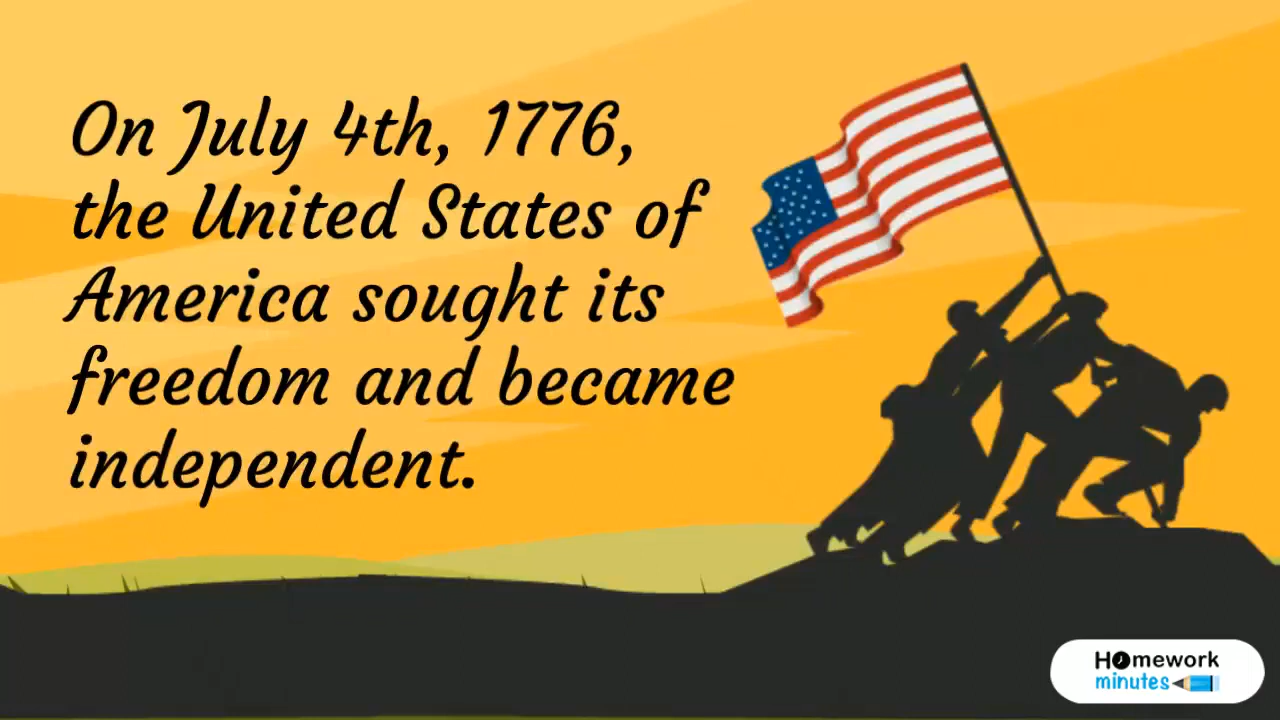 On July 4th, 1776,
the United States of
America sought its
freedom and became
independent.
Homework
minutes